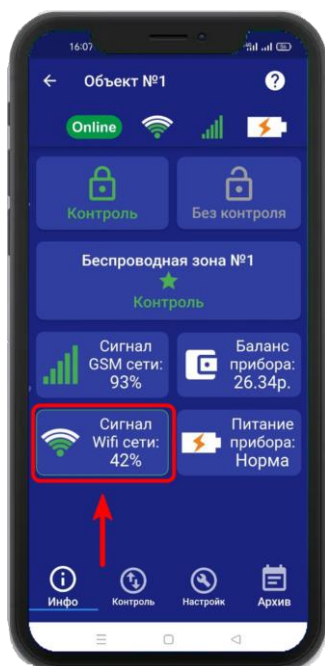 16:07
Объект №1
?
Online
Контроль
Без контроля
Беспроводная зона №1
Контроль
Сигнал
GSM сети:
93%
Баланс
прибора:
26.34р.
Сигнал
Wifi сети:
42%
Питание
прибора:
Норма
Инфо
Контроль
Настройк
Архив